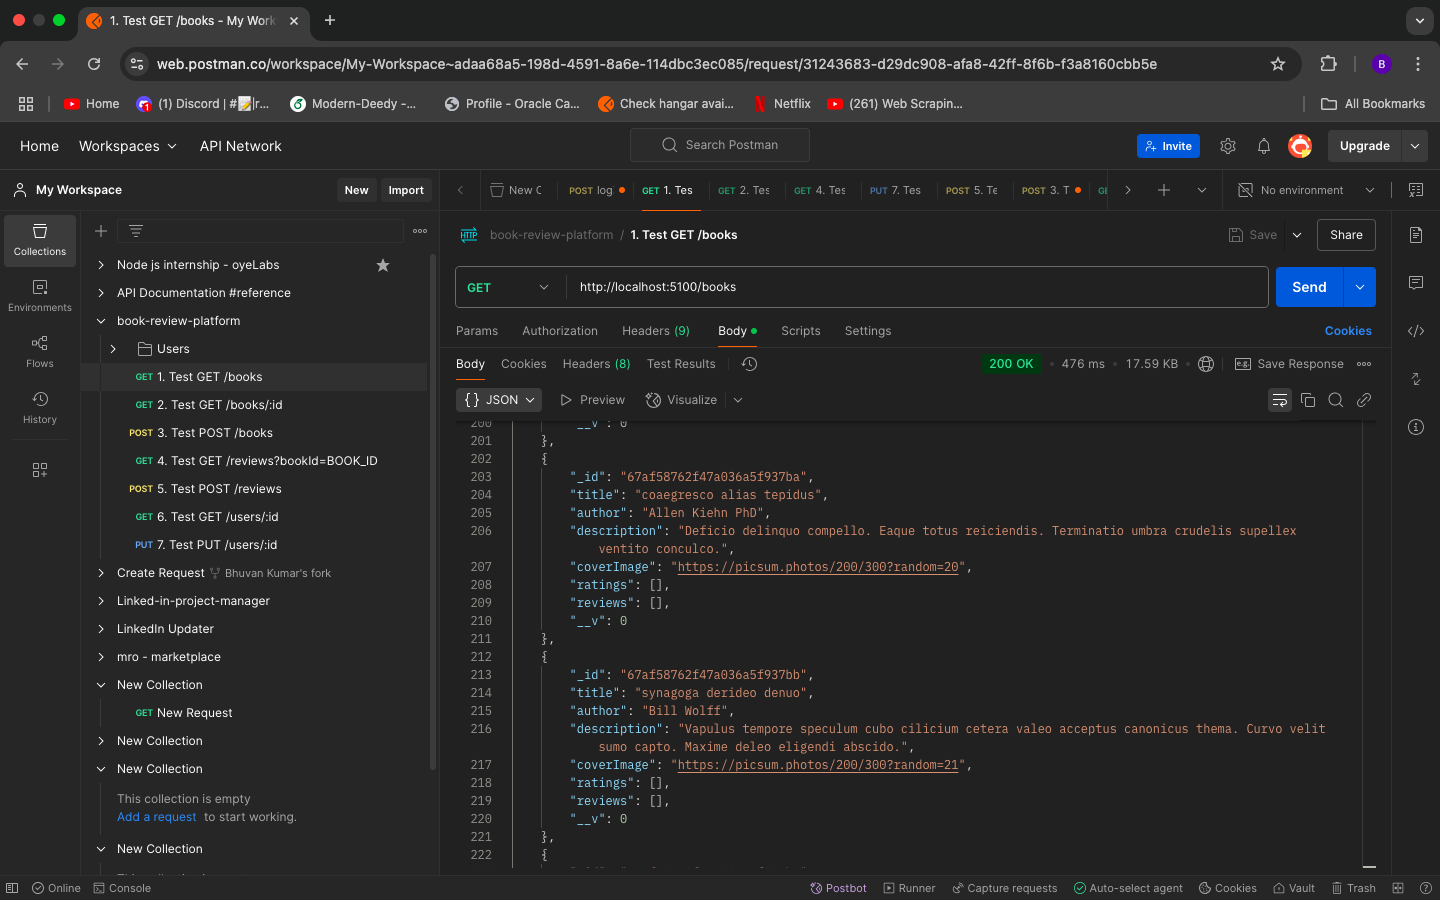 1. Test GET /books - My Work
web.postman.co/workspace/My-Workspace~adaa68a5-198d-4591-8a6e-114dbc3ec085/request/31243683-d29dc908-afa8-42ff-8f6b-f3a8160cbb5e
B
Home
(1) Discord | #📝|r...
Modern-Deedy -...
Profile - Oracle Ca...
Check hangar avai...
Netflix
(261) Web Scrapin...
All Bookmarks
Home
Workspaces
API Network
Search Postman
Invite
Upgrade
My Workspace
New
Import
New C
POST log
GET 1. Tes
GET 2. Tes
GET 4. Tes
PUT 7. Tes
POST 5. Te
POST 3. T
No environment
Collections
Environments
Flows
History
Node js internship - oyeLabs
API Documentation #reference
book-review-platform
Users
GET 1. Test GET /books
GET 2. Test GET /books/:id
POST 3. Test POST /books
GET 4. Test GET /reviews?bookId=BOOK_ID
POST 5. Test POST /reviews
GET 6. Test GET /users/:id
PUT 7. Test PUT /users/:id
Create Request Bhuvan Kumar's fork
Linked-in-project-manager
LinkedIn Updater
mro - marketplace
New Collection
GET New Request
New Collection
New Collection
This collection is empty
Add a request to start working.
New Collection
HTTP book-review-platform / 1. Test GET /books
Save
Share
GET
http://localhost:5100/books
Send
Params
Authorization
Headers (9)
Body
Scripts
Settings
Cookies
Body
Cookies
Headers (8)
Test Results
200 OK
476 ms
17.59 KB
e.g. Save Response
{} JSON
Preview
Visualize
200 "__v": 0
201 },
202 {
203 "_id": "67af58762f47a036a5f937ba",
204 "title": "coaegresco alias tepidus",
205 "author": "Allen Kiehn PhD",
206 "description": "Deficio delinquo compello. Eaque totus reiciendis. Terminatio umbra crudelis supellex
ventito conculco.",
207 "coverImage": "https://picsum.photos/200/300?random=20",
208 "ratings": [],
209 "reviews": [],
210 "__v": 0
211 },
212 {
213 "_id": "67af58762f47a036a5f937bb",
214 "title": "synagoga derideo denuo",
215 "author": "Bill Wolff",
216 "description": "Vapulus tempore speculum cubo cilicium cetera valeo acceptus canonicus thema. Curvo velit
sumo capto. Maxime deleo eligendi abscido.",
217 "coverImage": "https://picsum.photos/200/300?random=21",
218 "ratings": [],
219 "reviews": [],
220 "__v": 0
221 },
222 {
Online
Console
Postbot
Runner
Capture requests
Auto-select agent
Cookies
Vault
Trash